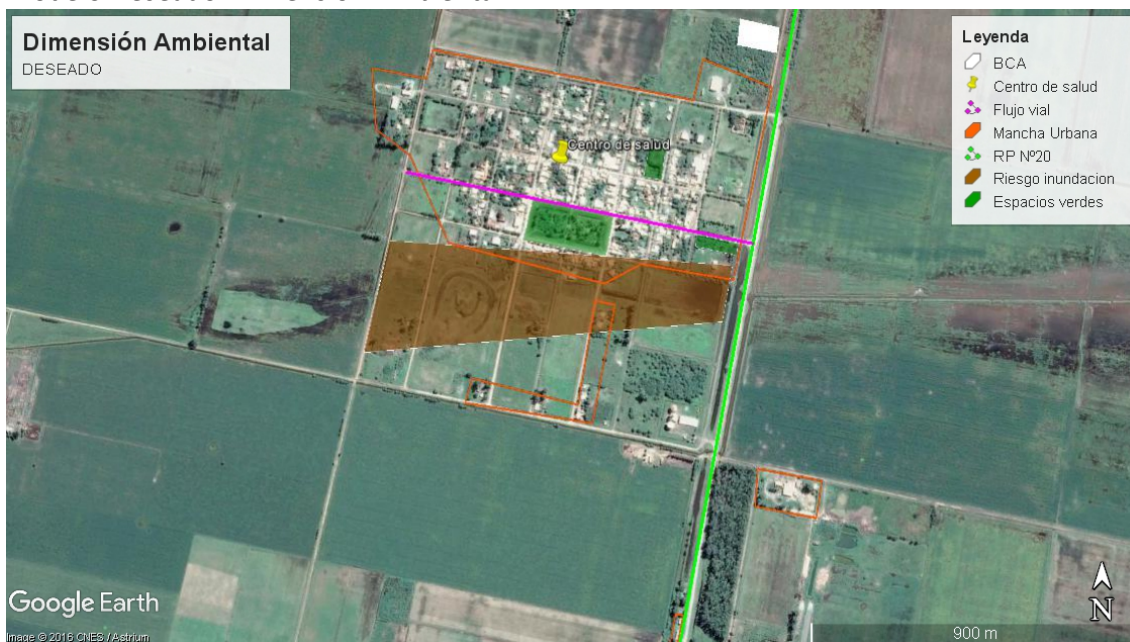 Dimensión Ambiental
DESEADO
Leyenda
BCA
Centro de salud
Flujo vial
Mancha Urbana
RP Nº20
Riesgo inundacion
Espacios verdes
Centro de salud
Google Earth
Image © 2016 CNES / Astrium
N
900 m